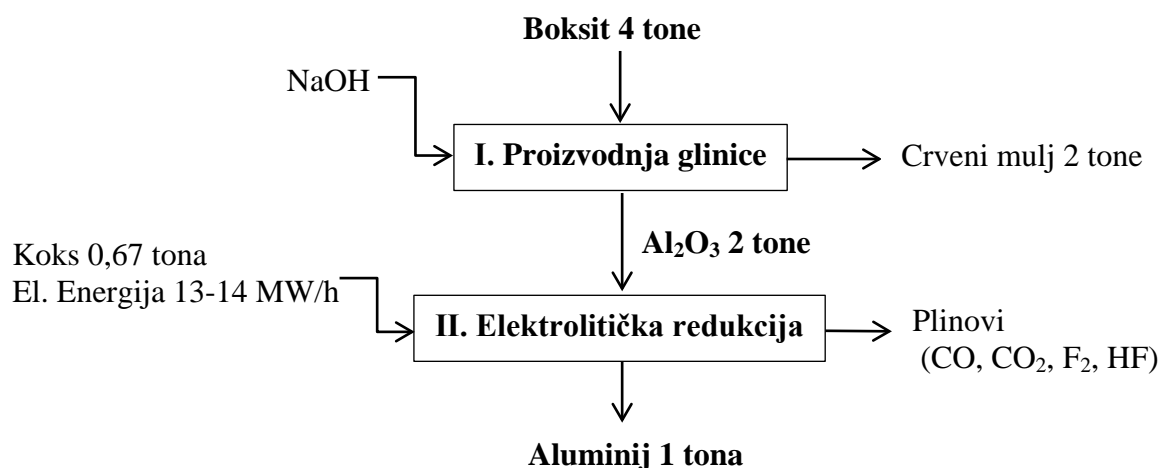 Boksit 4 tone
NaOH
I. Proizvodnja glinice
Crveni mulj 2 tone
Al₂O₃ 2 tone
Koks 0,67 tona
El. Energija 13-14 MW/h
II. Elektrolitička redukcija
Plinovi
(CO, CO₂, F₂, HF)
Aluminij 1 tona